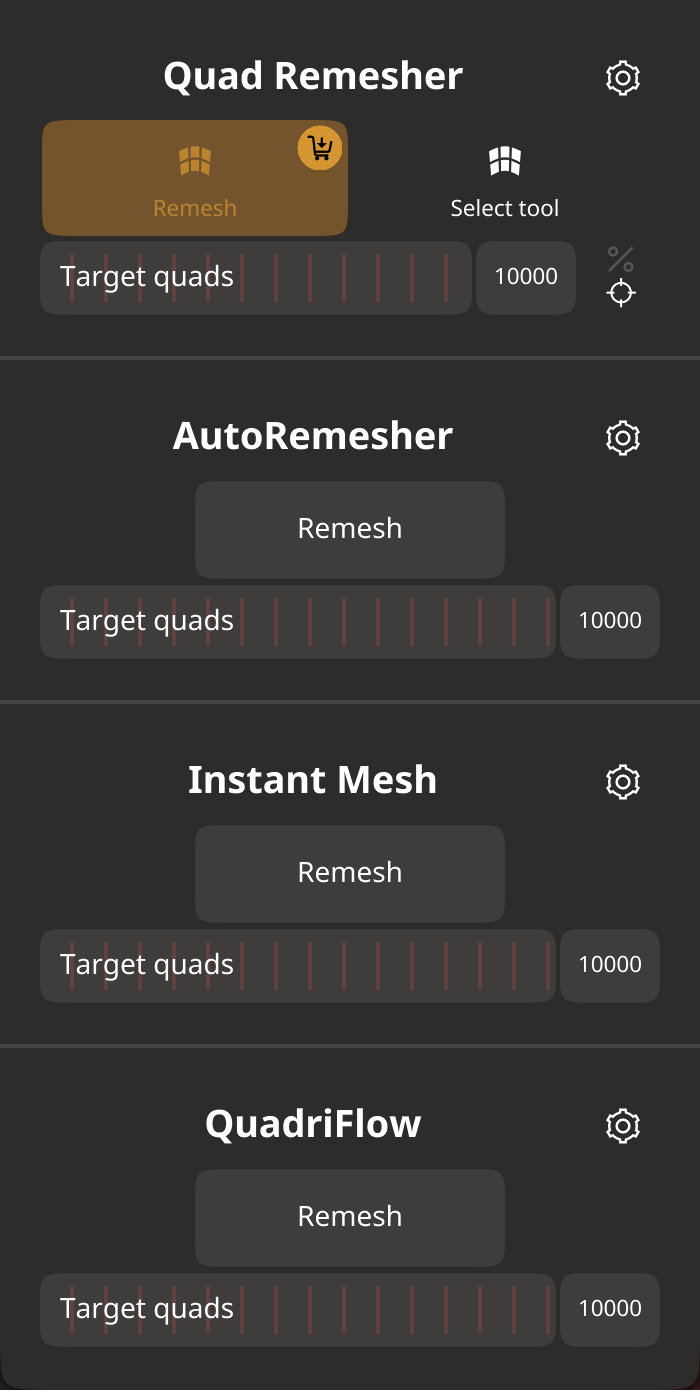 Quad Remesher
Remesh
Select tool
Target quads
10000
AutoRemesher
Remesh
Target quads
10000
Instant Mesh
Remesh
Target quads
10000
QuadriFlow
Remesh
Target quads
10000